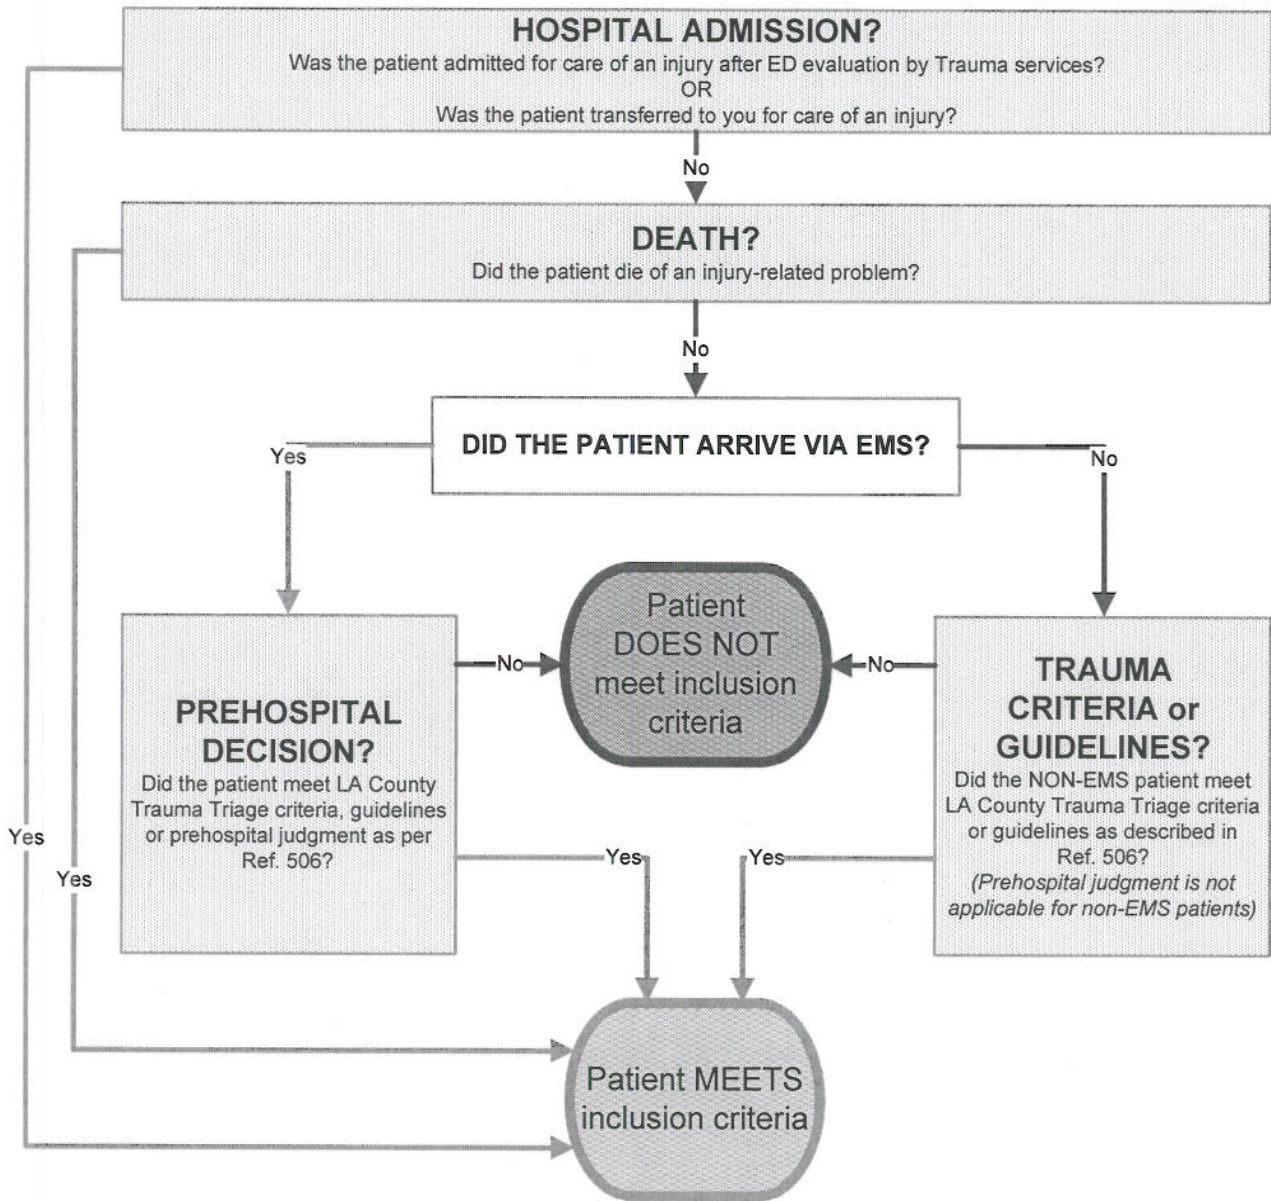 HOSPITAL ADMISSION?
Was the patient admitted for care of an injury after ED evaluation by Trauma services?
OR
Was the patient transferred to you for care of an injury?
No
DEATH?
Did the patient die of an injury-related problem?
No
DID THE PATIENT ARRIVE VIA EMS?
Yes
No
Patient
DOES NOT
meet inclusion
criteria
No
No
PREHOSPITAL
DECISION?
Did the patient meet LA County
Trauma Triage criteria, guidelines
or prehospital judgment as per
Ref. 506?
TRAUMA
CRITERIA or
GUIDELINES?
Did the NON-EMS patient meet
LA County Trauma Triage criteria
or guidelines as described in
Ref. 506?
(Prehospital judgment is not
applicable for non-EMS patients)
Yes
Yes
Yes
Yes
Patient MEETS
inclusion criteria